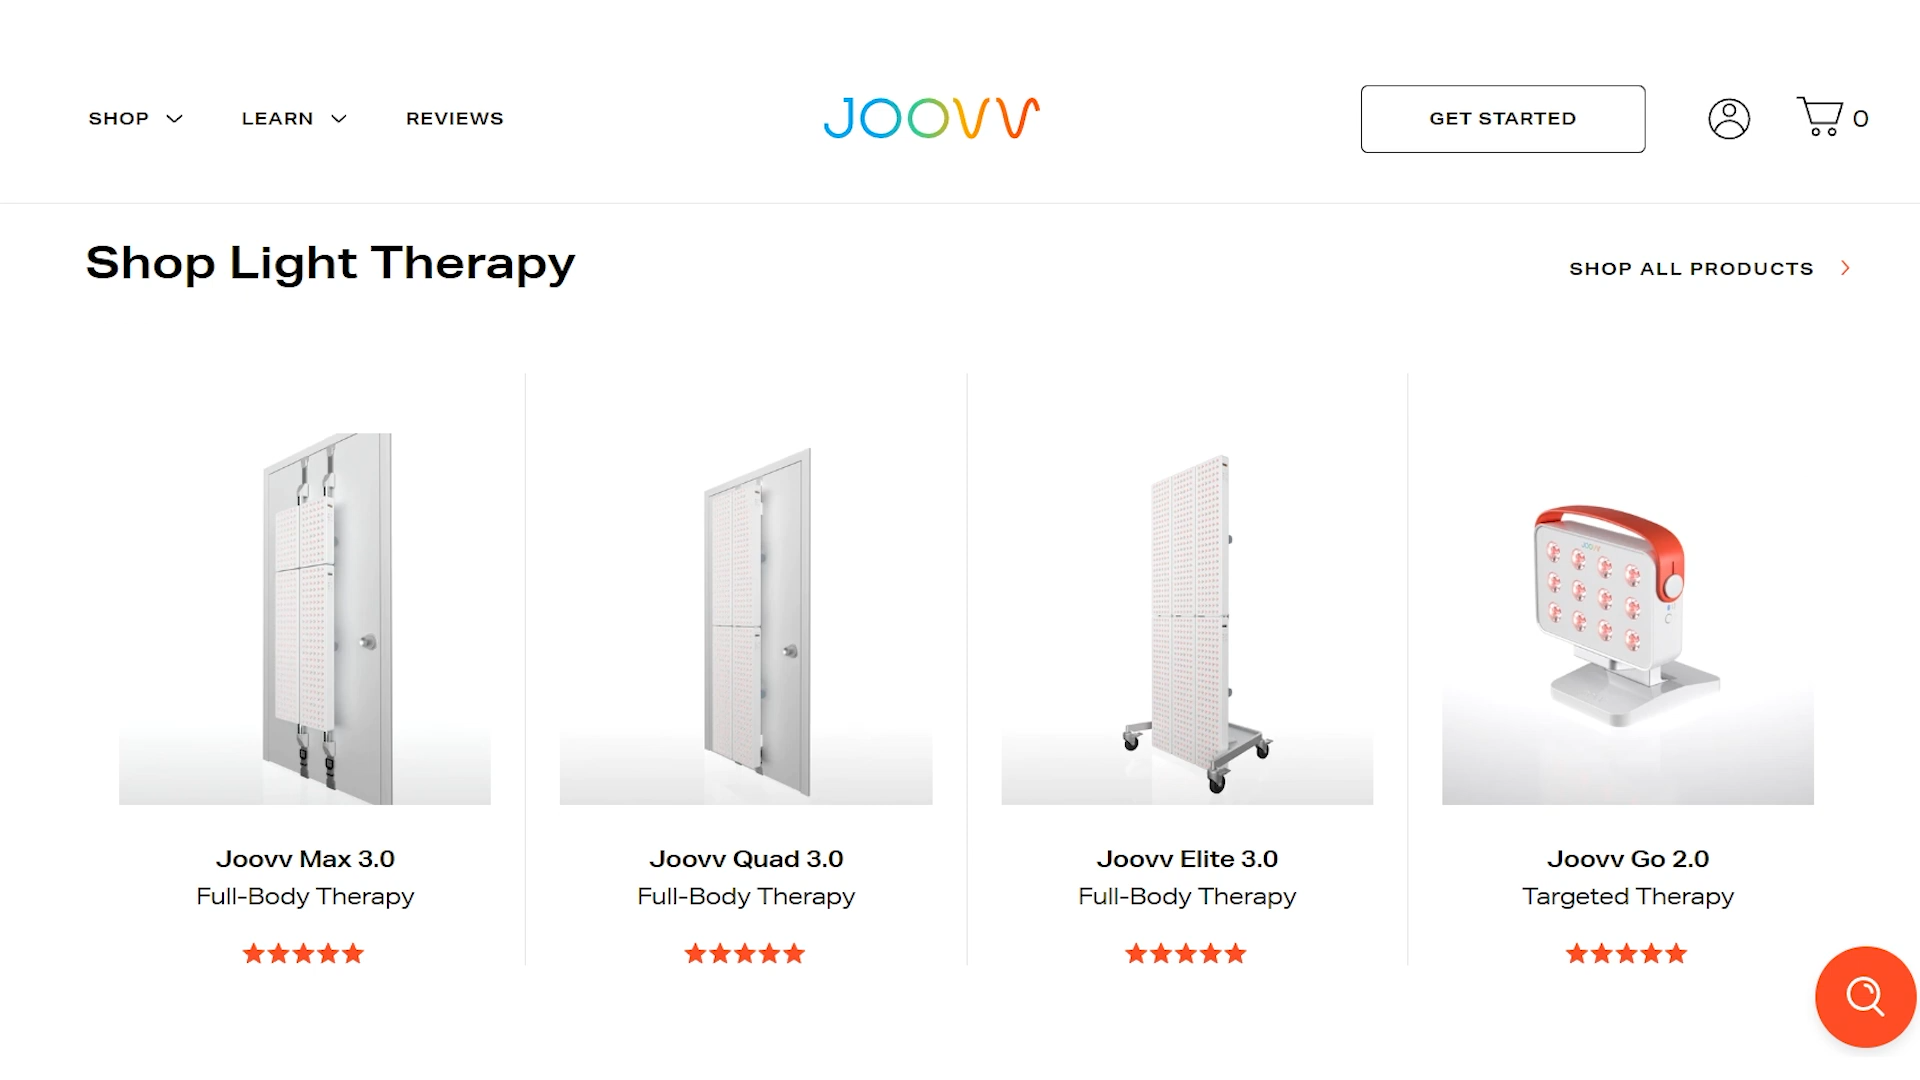 SHOP
LEARN
REVIEWS
JOOVV
GET STARTED
0
Shop Light Therapy
SHOP ALL PRODUCTS
JOOVV
Joovv Max 3.0
Full-Body Therapy
Joovv Quad 3.0
Full-Body Therapy
Joovv Elite 3.0
Full-Body Therapy
Joovv Go 2.0
Targeted Therapy